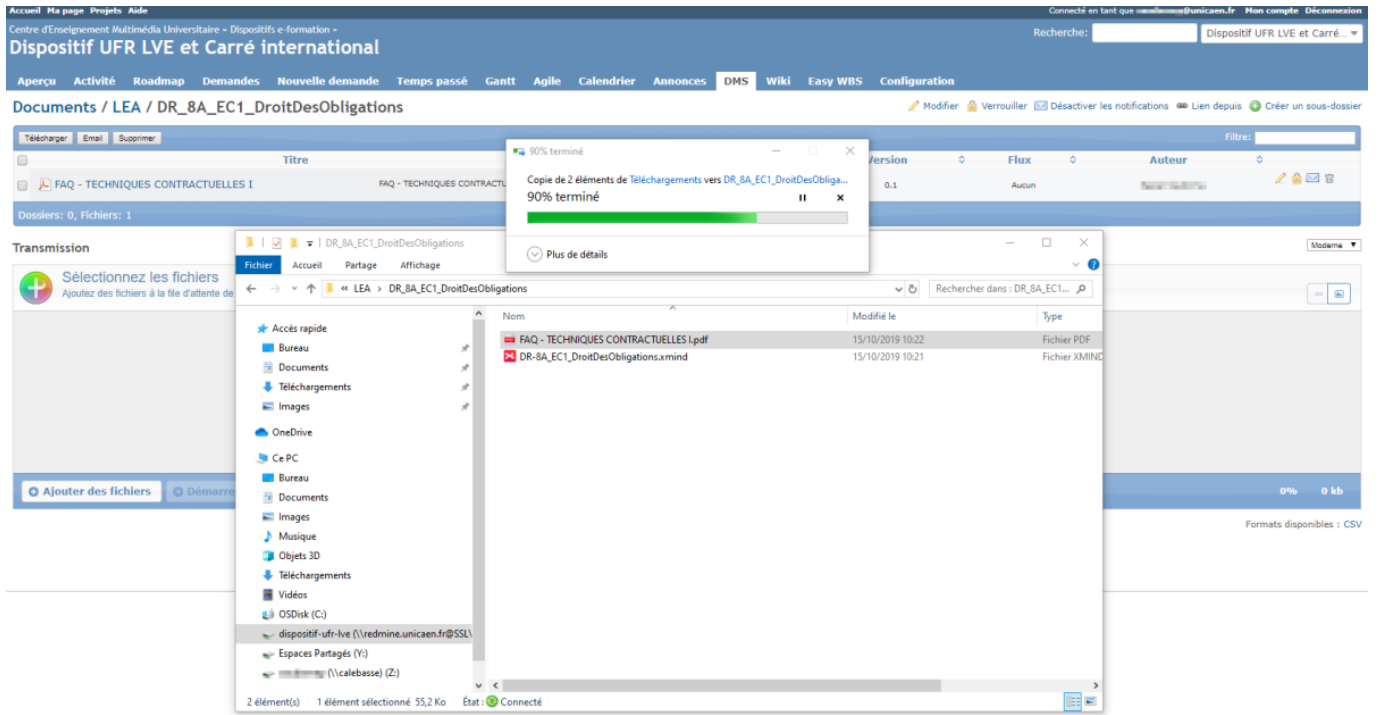 Accueil Ma page Projets Aide
Connecté en tant que @unicaen.fr Mon compte Déconnexion
Centre d'Enseignement Multimédia Universitaire - Dispositifs e-formation -
Dispositif UFR LVE et Carré international
Recherche:
Dispositif UFR LVE et Carré...
Aperçu Activité Roadmap Demandes Nouvelle demande Temps passé Gantt Agile Calendrier Annonces DMS Wiki Easy WBS Configuration
Documents / LEA / DR_8A_EC1_DroitDesObligations
Modifier Verrouiller Désactiver les notifications Lien depuis Créer un sous-dossier
Télécharger Email Supprimer
Filtre:
Titre
Version Flux Auteur
FAQ - TECHNIQUES CONTRACTUELLES I
FAQ - TECHNIQUES CONTRACTU
0.1 Aucun
Dossiers: 0, Fichiers: 1
90% terminé
Copie de 2 éléments de Téléchargements vers DR_8A_EC1_DroitDesObliga...
90% terminé
Plus de détails
Transmission
Moderne
Sélectionnez les fichiers
Ajoutez des fichiers à la file d'attente de
Ajouter des fichiers
Démarre
0% 0 kb
Formats disponibles : CSV
DR_8A_EC1_DroitDesObligations
Fichier Accueil Partage Affichage
« LEA > DR_8A_EC1_DroitDesObligations
Rechercher dans : DR_8A_EC1...
Nom Modifié le Type
FAQ - TECHNIQUES CONTRACTUELLES I.pdf 15/10/2019 10:22 Fichier PDF
DR-8A_EC1_DroitDesObligations.xmind 15/10/2019 10:21 Fichier XMIND
Accès rapide
Bureau
Documents
Téléchargements
Images
OneDrive
Ce PC
Bureau
Documents
Images
Musique
Objets 3D
Téléchargements
Vidéos
OSDisk (C:)
dispositif-ufr-lve (\\redmine.unicaen.fr@SSL\
Espaces Partagés (Y:)
(\\calebasse) (Z:)
2 élément(s) 1 élément sélectionné 55,2 Ko État : Connecté